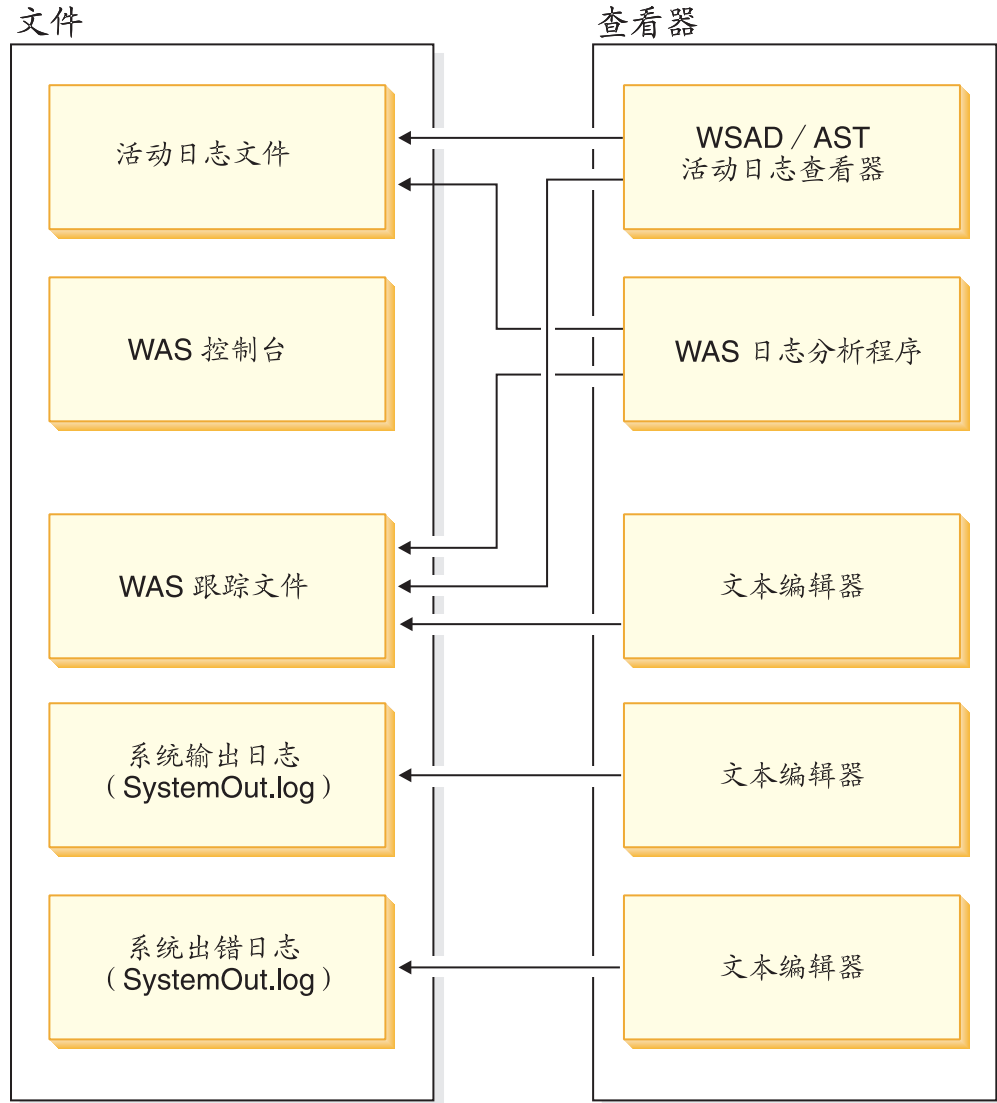 文件
活动日志文件
WAS 控制台
WAS 跟踪文件
系统输出日志
（SystemOut.log）
系统出错日志
（SystemOut.log）
查看器
WSAD / AST
活动日志查看器
WAS 日志分析程序
文本编辑器
文本编辑器
文本编辑器